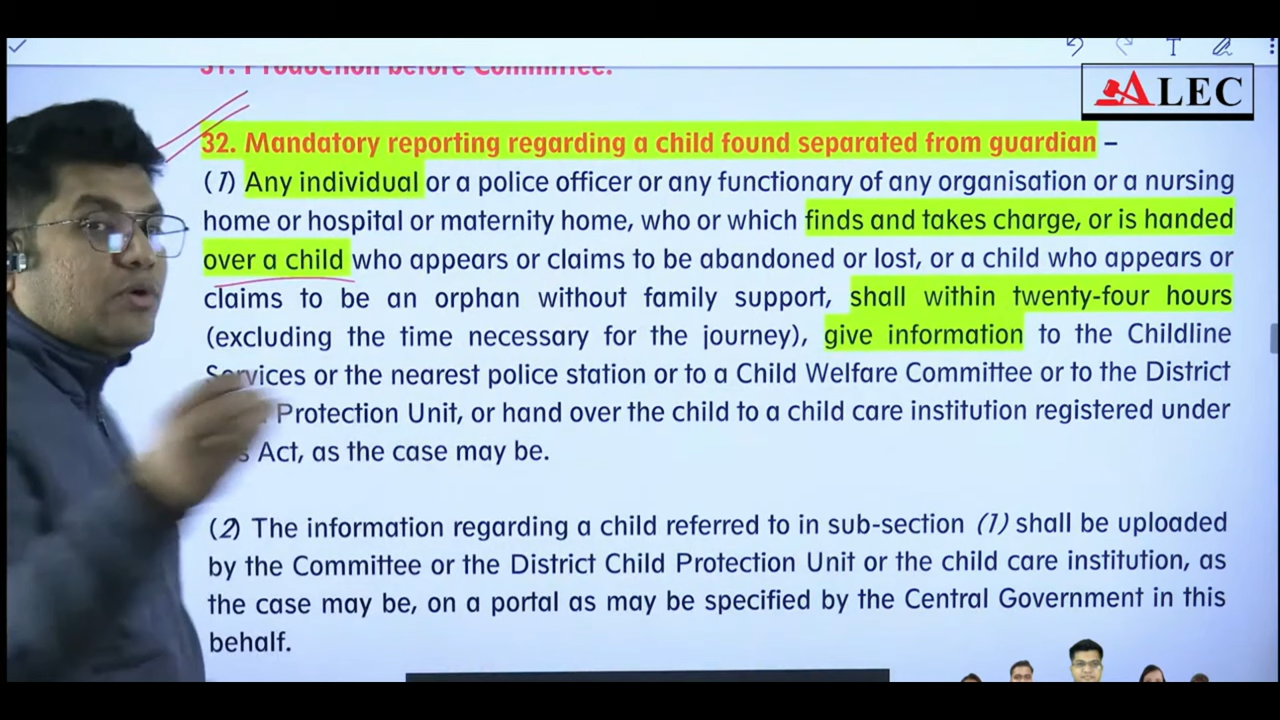 31. Production before Committee.
ALEC
32. Mandatory reporting regarding a child found separated from guardian –
(1) Any individual or a police officer or any functionary of any organisation or a nursing
home or hospital or maternity home, who or which finds and takes charge, or is handed
over a child who appears or claims to be abandoned or lost, or a child who appears or
claims to be an orphan without family support, shall within twenty-four hours
(excluding the time necessary for the journey), give information to the Childline
Services or the nearest police station or to a Child Welfare Committee or to the District
Protection Unit, or hand over the child to a child care institution registered under
Act, as the case may be.
(2) The information regarding a child referred to in sub-section (1) shall be uploaded
by the Committee or the District Child Protection Unit or the child care institution, as
the case may be, on a portal as may be specified by the Central Government in this
behalf.